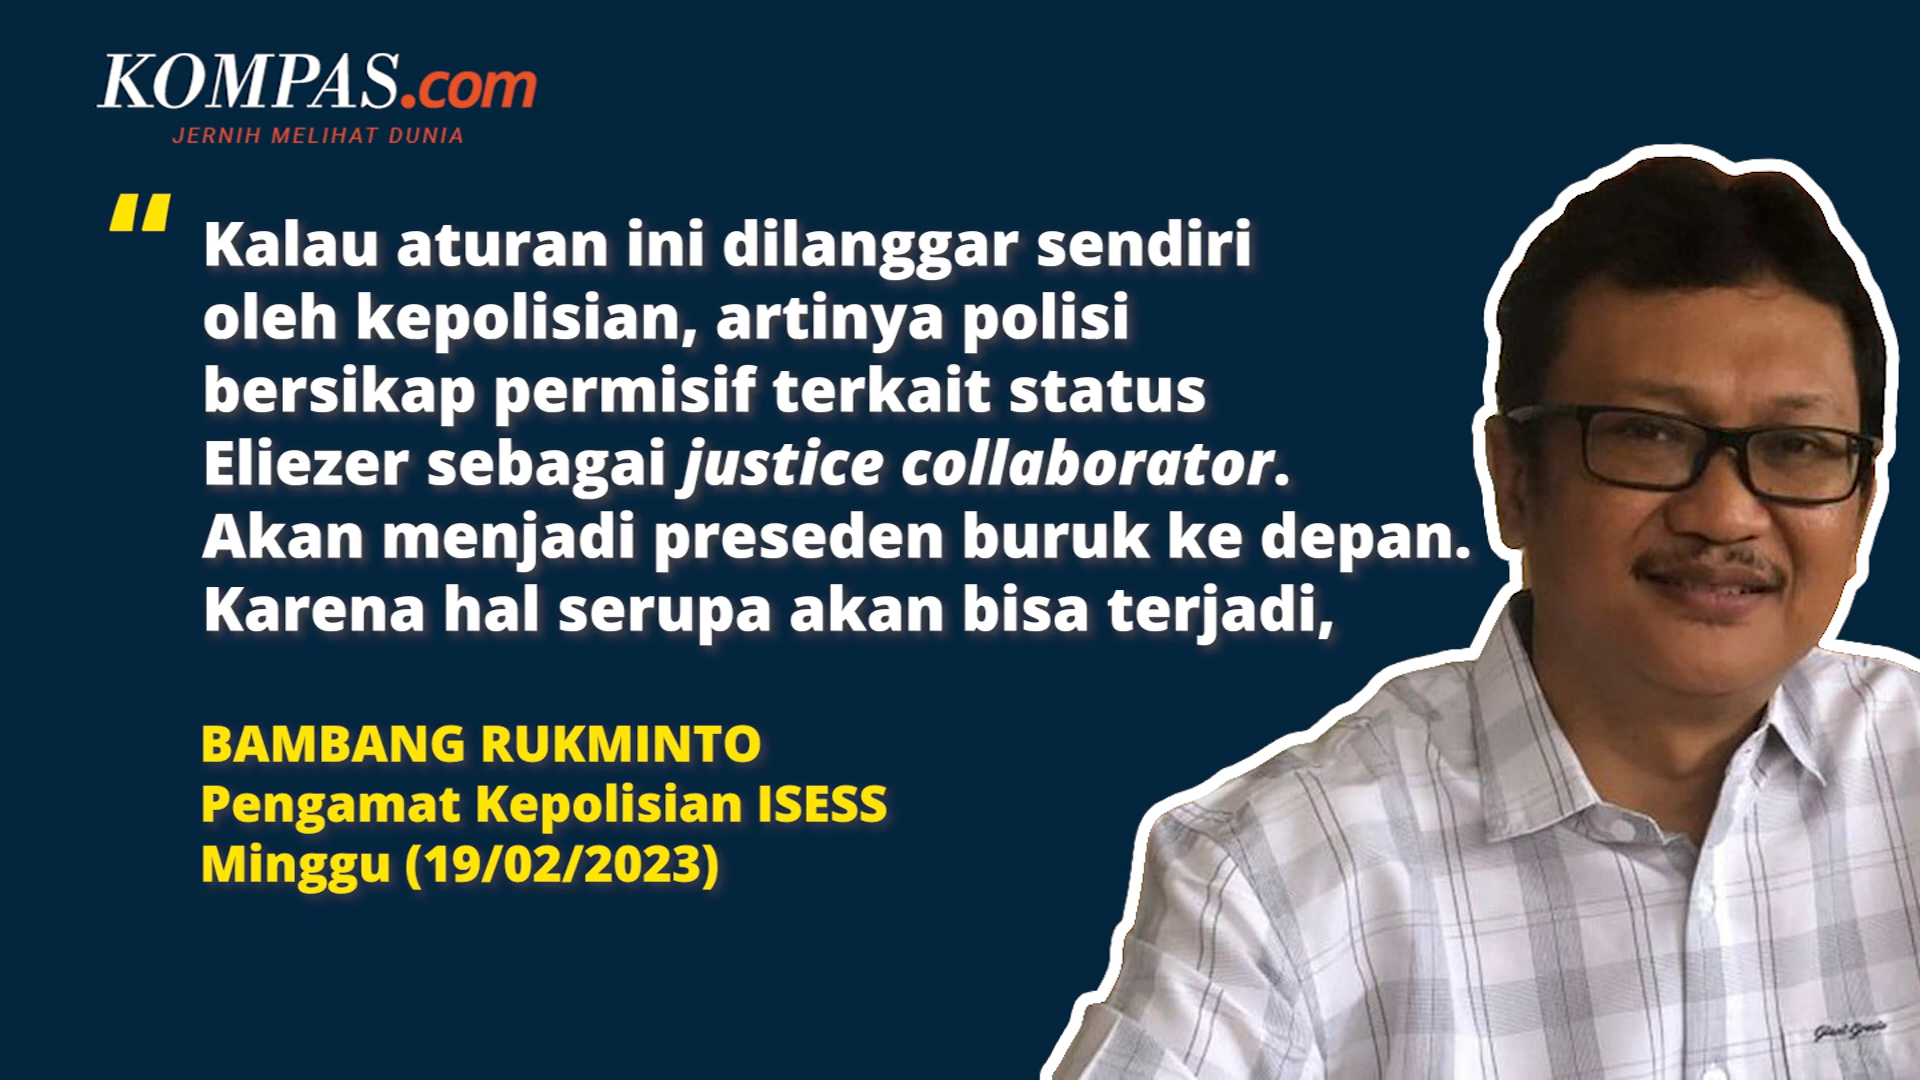 KOMPAS.com
JERNIH MELIHAT DUNIA
“ Kalau aturan ini dilanggar sendiri
oleh kepolisian, artinya polisi
bersikap permisif terkait status
Eliezer sebagai justice collaborator.
Akan menjadi preseden buruk ke depan.
Karena hal serupa akan bisa terjadi,
BAMBANG RUKMINTO
Pengamat Kepolisian ISESS
Minggu (19/02/2023)